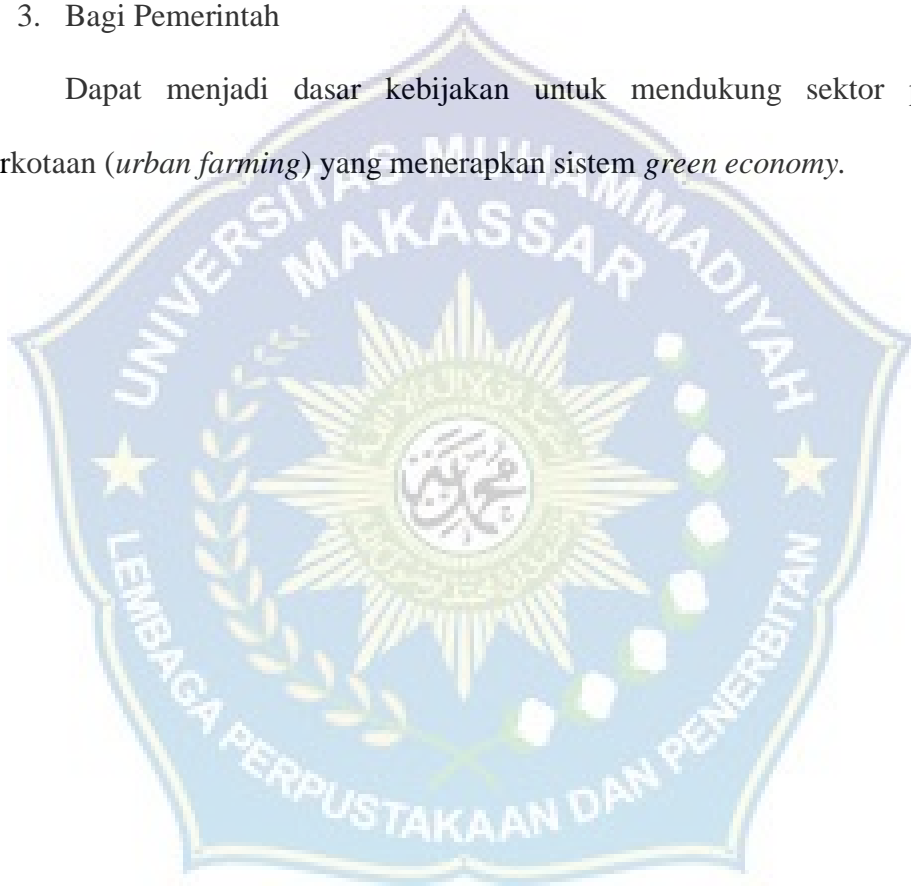 3. Bagi Pemerintah
Dapat menjadi dasar kebijakan untuk mendukung sektor
rkotaan (urban farming) yang menerapkan sistem green economy.
UNIVERSITAS MUHAMMADIYAH
MAKASSAR
LEMBAGA PERPUSTAKAAN DAN PENERBITAN